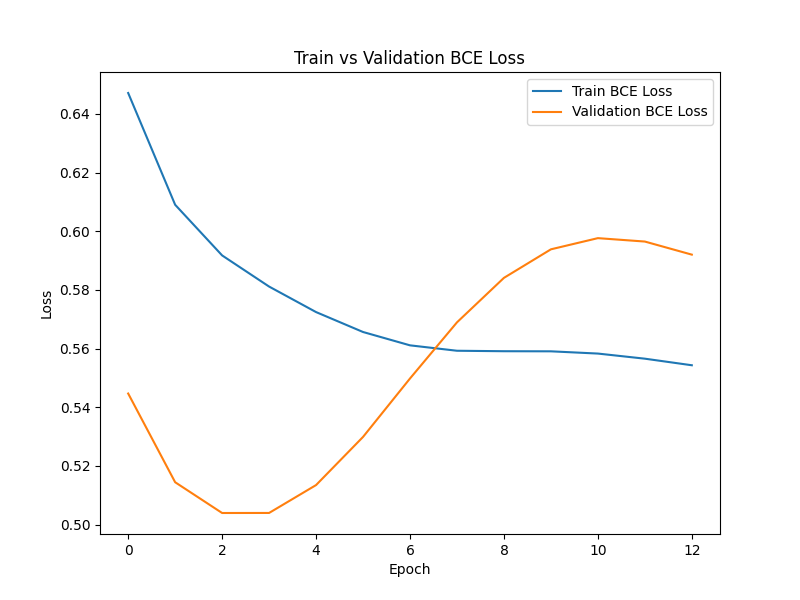 Train vs Validation BCE Loss
Train BCE Loss
Validation BCE Loss
0.64
0.62
0.60
0.58
0.56
0.54
0.52
0.50
Loss
0 2 4 6 8 10 12
Epoch